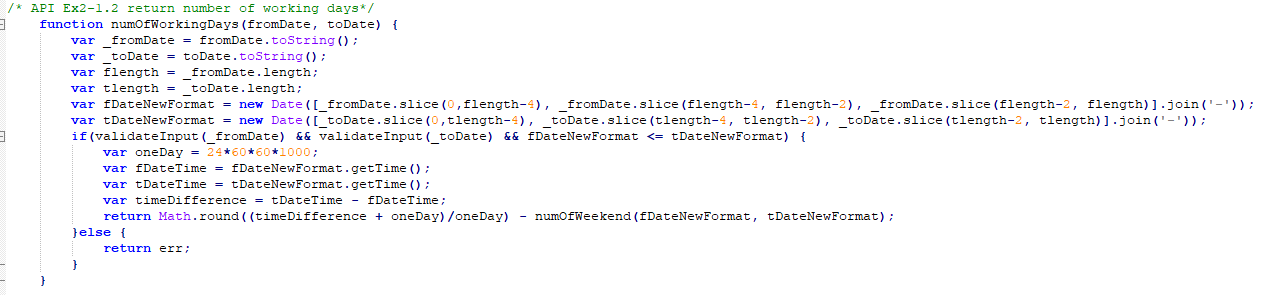 /* API Ex2-1.2 return number of working days*/
function numOfWorkingDays(fromDate, toDate) {
var _fromDate = fromDate.toString();
var _toDate = toDate.toString();
var flength = _fromDate.length;
var tlength = _toDate.length;
var fDateNewFormat = new Date([_fromDate.slice(0,flength-4), _fromDate.slice(flength-4, flength-2), _fromDate.slice(flength-2, flength)].join('-'));
var tDateNewFormat = new Date([_toDate.slice(0,tlength-4), _toDate.slice(tlength-4, tlength-2), _toDate.slice(tlength-2, tlength)].join('-'));
if(validateInput(_fromDate) && validateInput(_toDate) && fDateNewFormat <= tDateNewFormat) {
var oneDay = 24*60*60*1000;
var fDateTime = fDateNewFormat.getTime();
var tDateTime = tDateNewFormat.getTime();
var timeDifference = tDateTime - fDateTime;
return Math.round((timeDifference + oneDay)/oneDay) - numOfWeekend(fDateNewFormat, tDateNewFormat);
}else {
return err;
}
}